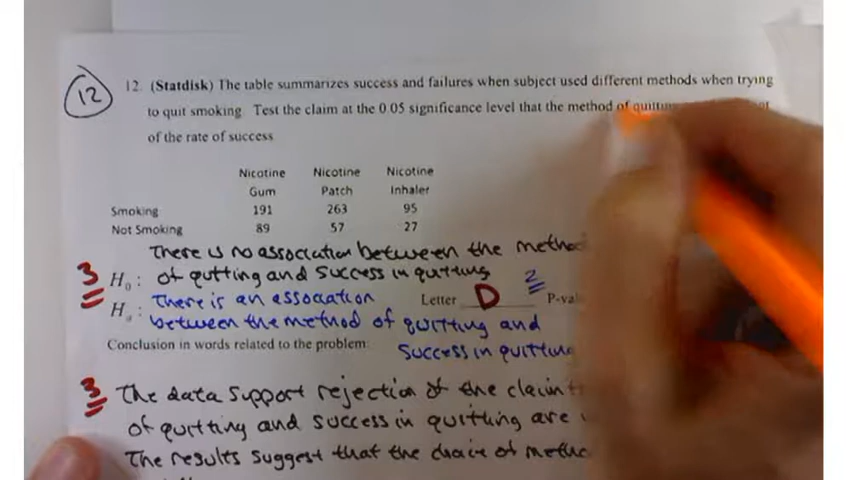 12
12. (Statdisk) The table summarizes success and failures when subject used different methods when trying
to quit smoking. Test the claim at the 0.05 significance level that the method of quitting
of the rate of success
Nicotine Nicotine Nicotine
Gum Patch Inhaler
Smoking 191 263 95
Not Smoking 89 57 27
There is no association between the method
3 H₀ : of qutting and success in qutting
There is an association Letter D 2 P-val
Hₐ : between the method of quitting and
Conclusion in words related to the problem: success in quitting
3 The data support rejection of the claim
of quitting and success in quitting are
The results suggest that the choice of metho